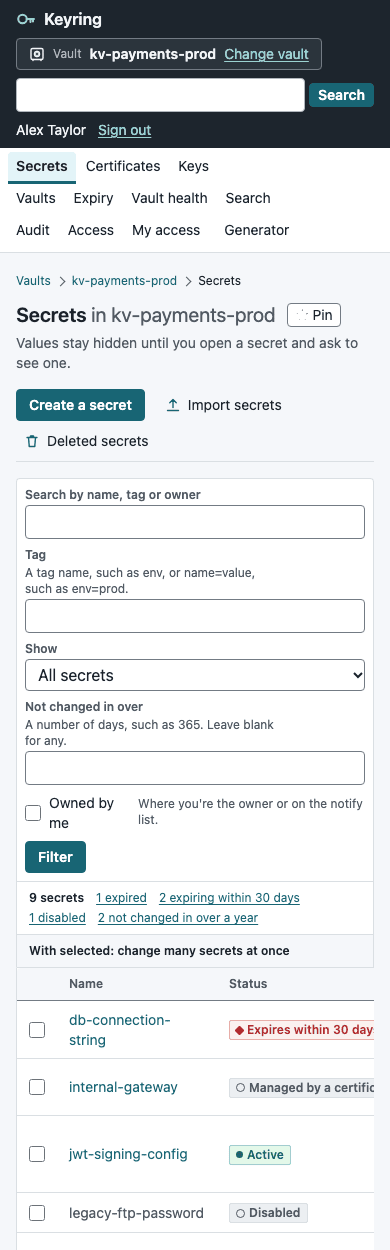 Keyring
Vault kv-payments-prod Change vault
Search
Alex Taylor Sign out
Secrets Certificates Keys
Vaults Expiry Vault health Search
Audit Access My access Generator
Vaults kv-payments-prod Secrets
Secrets in kv-payments-prod Pin
Values stay hidden until you open a secret and ask to
see one.
Create a secret Import secrets
Deleted secrets
Search by name, tag or owner
Tag
A tag name, such as env, or name=value,
such as env=prod.
Show
All secrets
Not changed in over
A number of days, such as 365. Leave blank
for any.
Owned by
me
Where you're the owner or on the notify
list.
Filter
9 secrets 1 expired 2 expiring within 30 days
1 disabled 2 not changed in over a year
With selected: change many secrets at once
Name Status
db-connection-
string
Expires within 30 day
internal-gateway Managed by a certific
jwt-signing-config Active
legacy-ftp-password Disabled